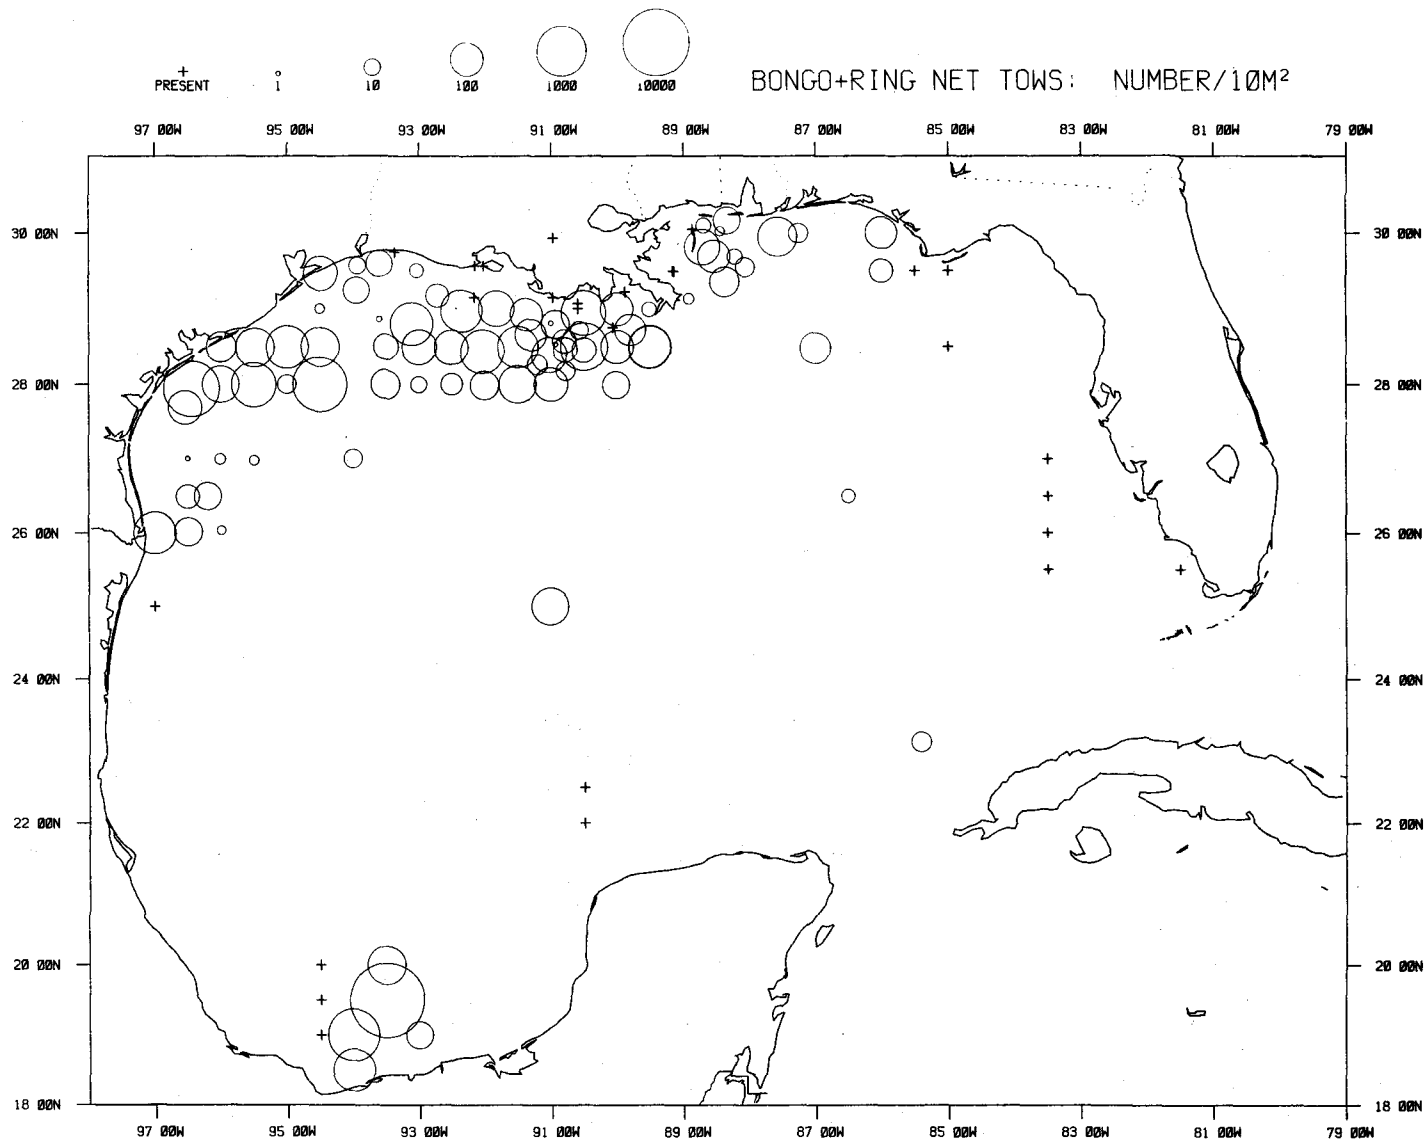 BONGO+RING NET TOWS: NUMBER/10M²
+ PRESENT 1 10 100 1000 10000
97 00W 95 00W 93 00W 91 00W 89 00W 87 00W 85 00W 83 00W 81 00W 79 00W
30 00N 30 00N
28 00N 28 00N
26 00N 26 00N
24 00N 24 00N
22 00N 22 00N
20 00N 20 00N
18 00N 18 00N
97 00W 95 00W 93 00W 91 00W 89 00W 87 00W 85 00W 83 00W 81 00W 79 00W